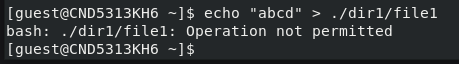 [guest@CND5313KH6 ~]$ echo "abcd" > ./dir1/file1
bash: ./dir1/file1: Operation not permitted
[guest@CND5313KH6 ~]$